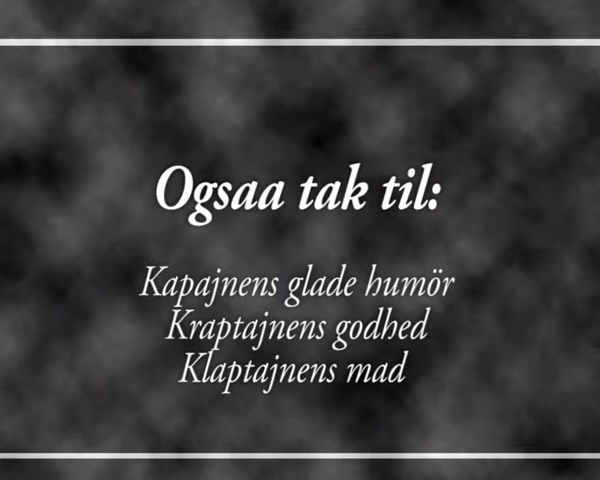 Ogsaa tak til:
Kapajnens glade humör
Kraptajnens godhed
Klaptajnens mad